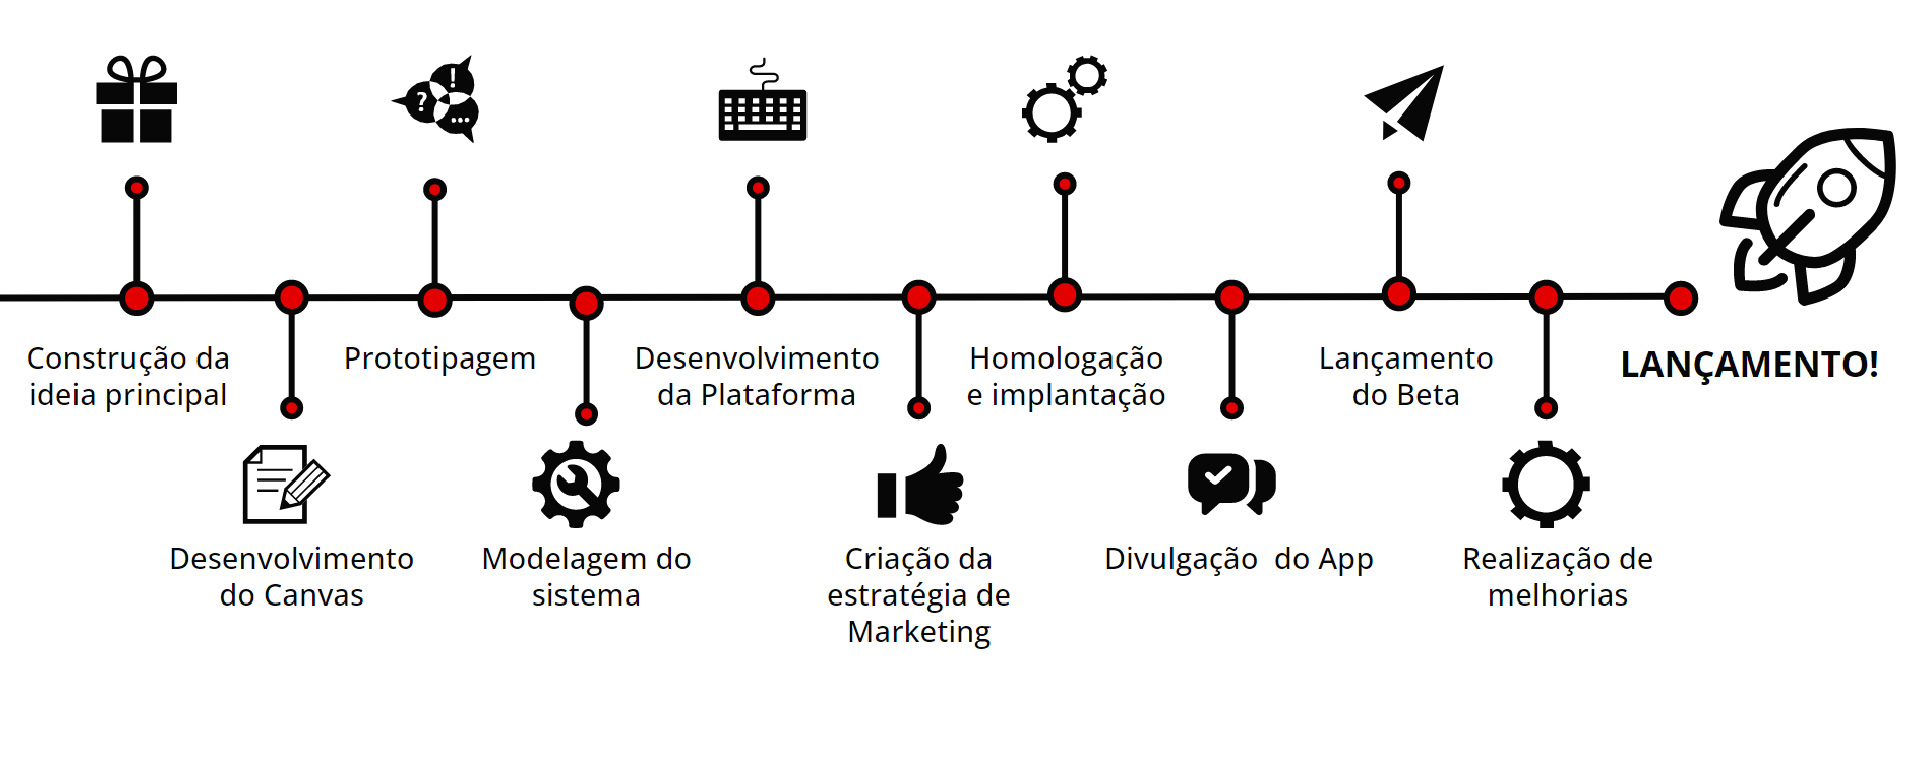 Construção da
ideia principal
Desenvolvimento
do Canvas
Prototipagem
Modelagem do
sistema
Desenvolvimento
da Plataforma
Criação da
estratégia de
Marketing
Homologação
e implantação
Divulgação do App
Lançamento
do Beta
Realização de
melhorias
LANÇAMENTO!